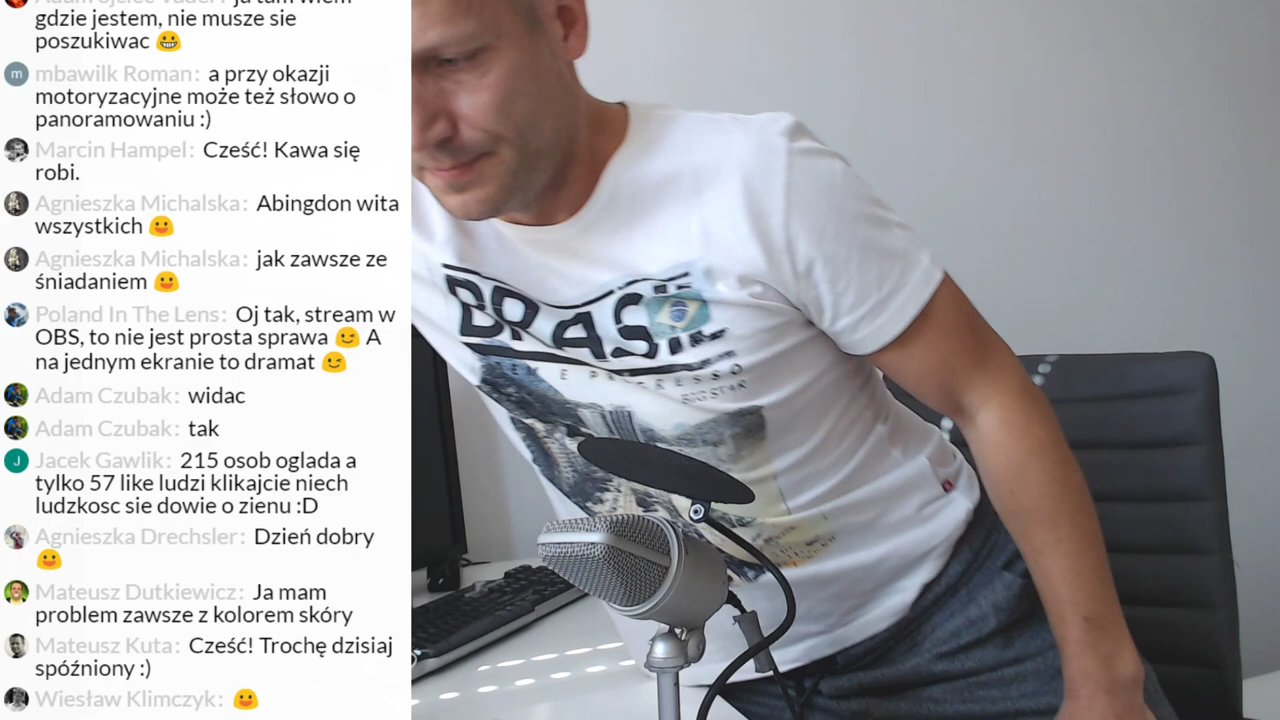 gdzie jestem, nie musze sie
poszukiwac 😀
m mbawilk Roman: a przy okazji
motoryzacyjne może też słowo o
panoramowaniu :)
Marcin Hampel: Cześć! Kawa się
robi.
Agnieszka Michalska: Abingdon wita
wszystkich 😀
Agnieszka Michalska: jak zawsze ze
śniadaniem 😀
Poland In The Lens: Oj tak, stream w
OBS, to nie jest prosta sprawa 😉 A
na jednym ekranie to dramat 😉
Adam Czubak: widac
Adam Czubak: tak
J Jacek Gawlik: 215 osob oglada a
tylko 57 like ludzi klikajcie niech
ludzkosc sie dowie o zienu :D
Agnieszka Drechsler: Dzień dobry
😀
Mateusz Dutkiewicz: Ja mam
problem zawsze z kolorem skóry
Mateusz Kuta: Cześć! Trochę dzisiaj
spóźniony :)
Wiesław Klimczyk: 😀
BRASIL
BIGSTAR